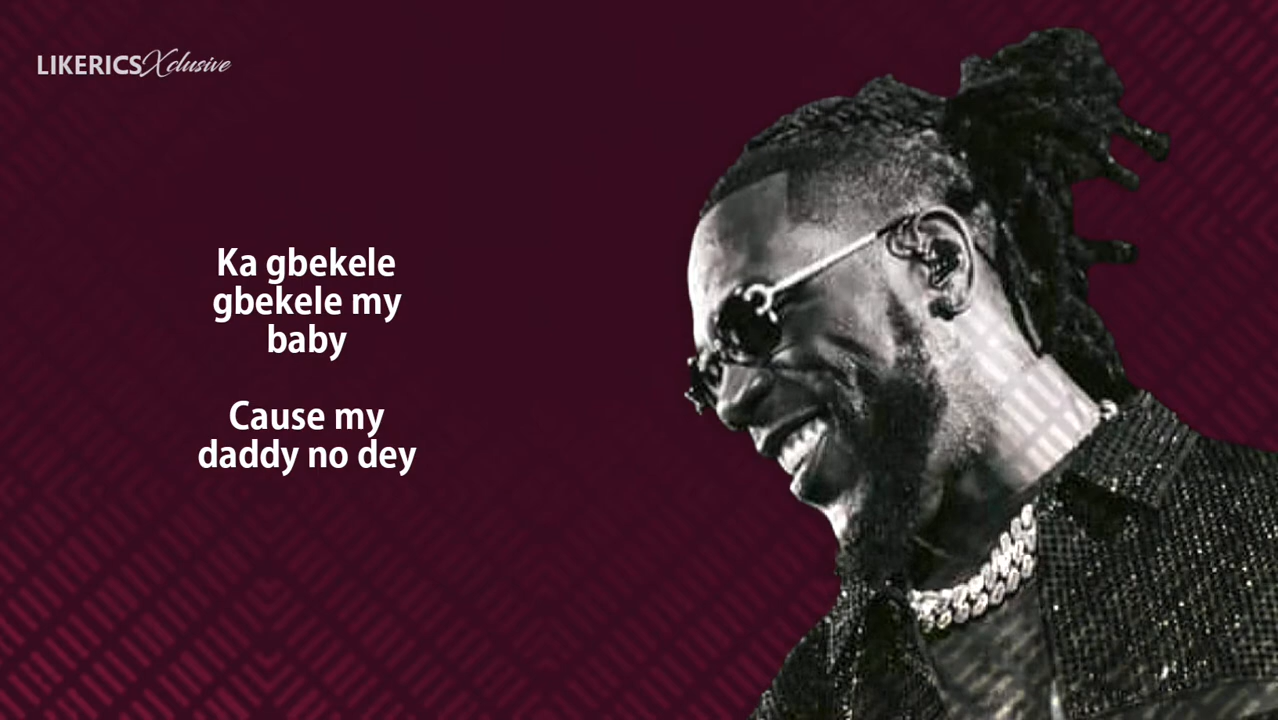 LIKERICSXclusive
Ka gbekele
gbekele my
baby
Cause my
daddy no dey